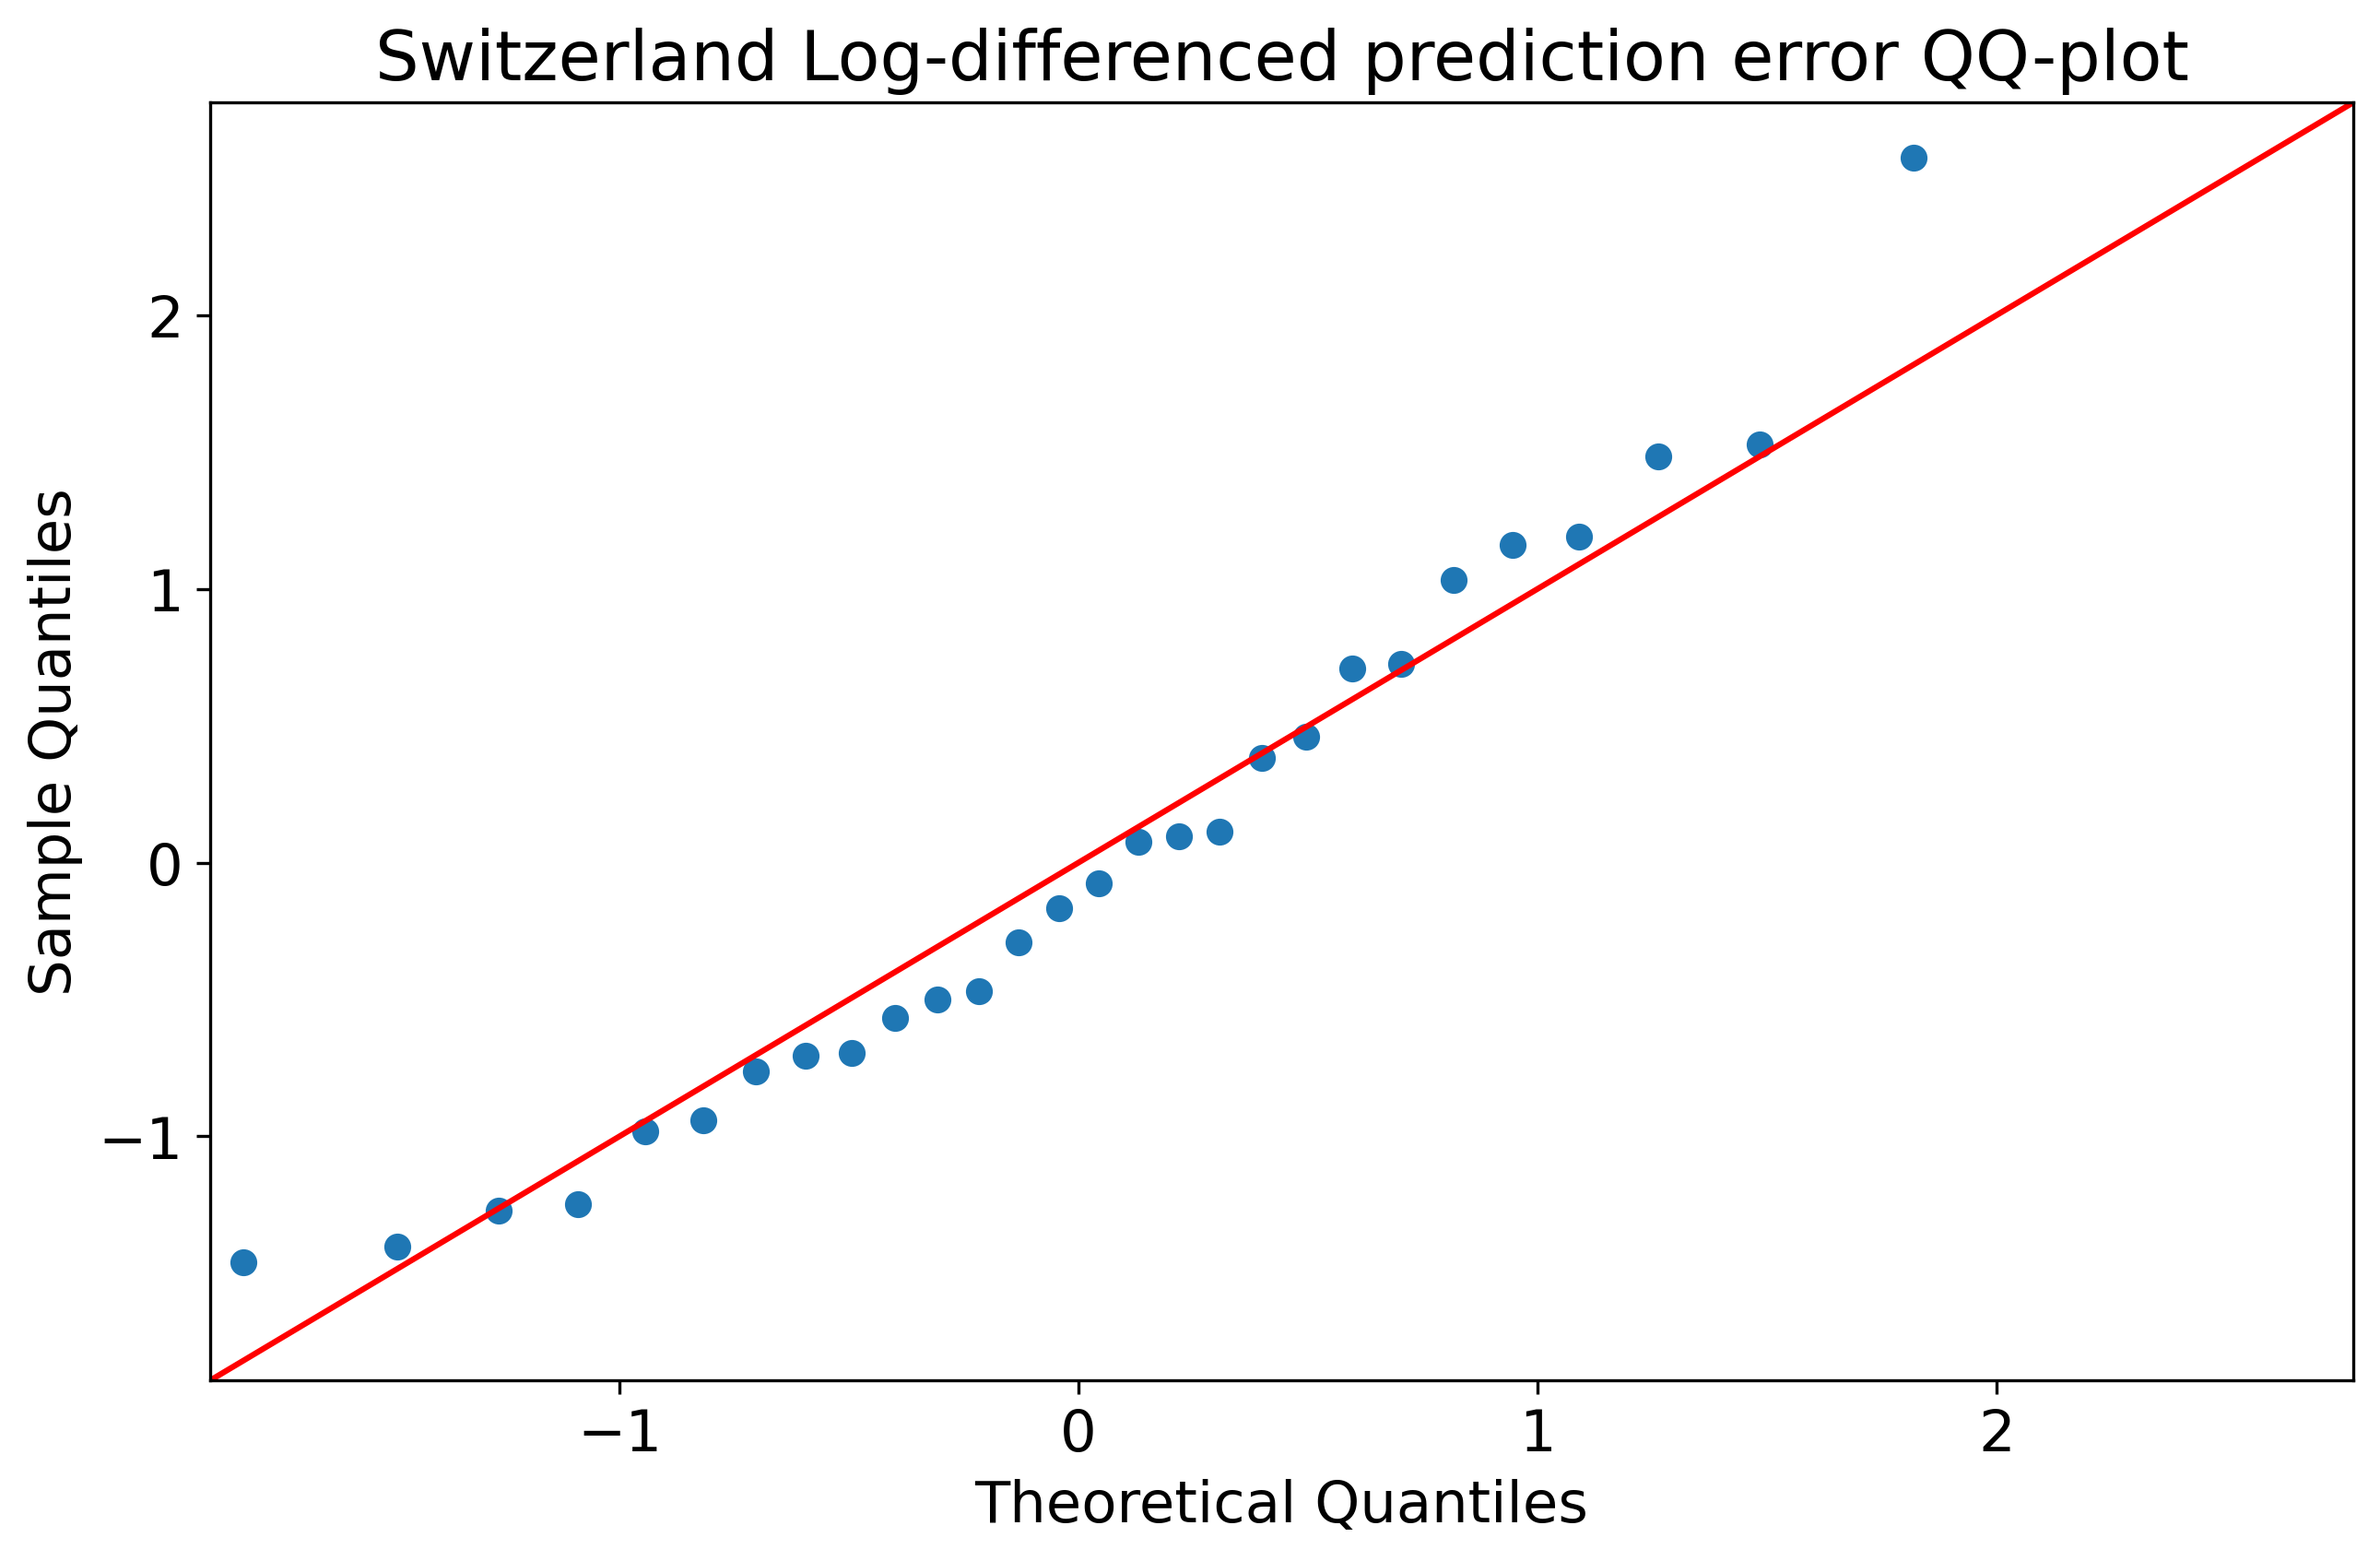 Switzerland Log-differenced prediction error QQ-plot
2
1
0
−1
Sample Quantiles
−1 0 1 2
Theoretical Quantiles